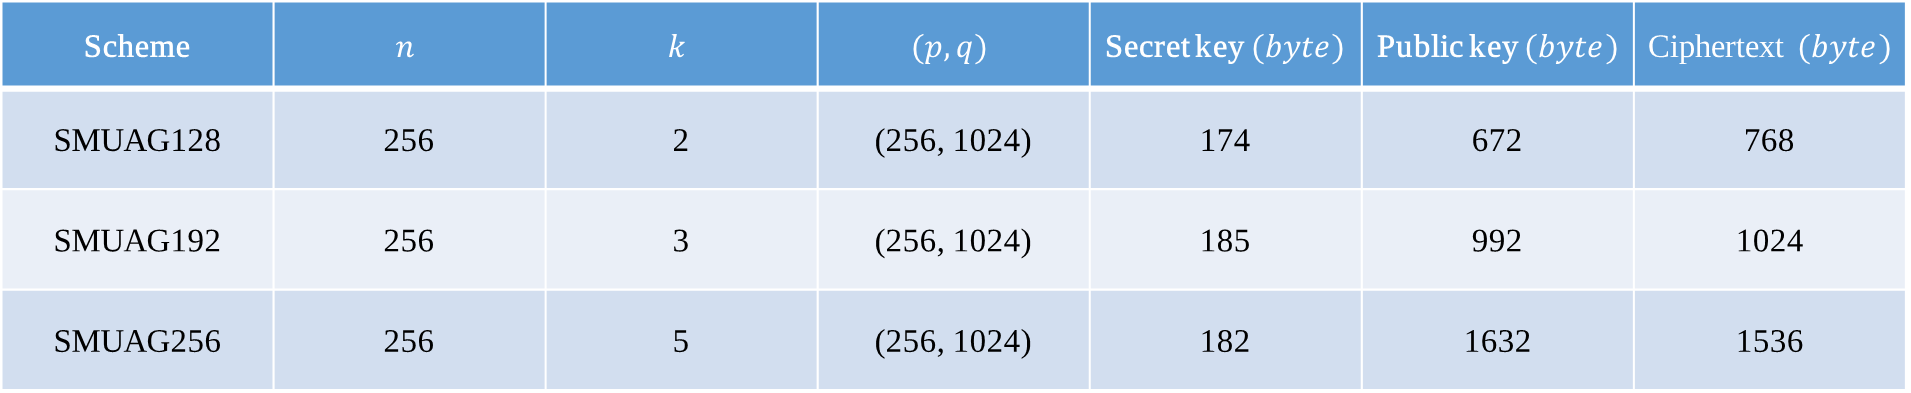 Scheme n k (p, q) Secret key (byte) Public key (byte) Ciphertext (byte)
SMUAG128 256 2 (256, 1024) 174 672 768
SMUAG192 256 3 (256, 1024) 185 992 1024
SMUAG256 256 5 (256, 1024) 182 1632 1536